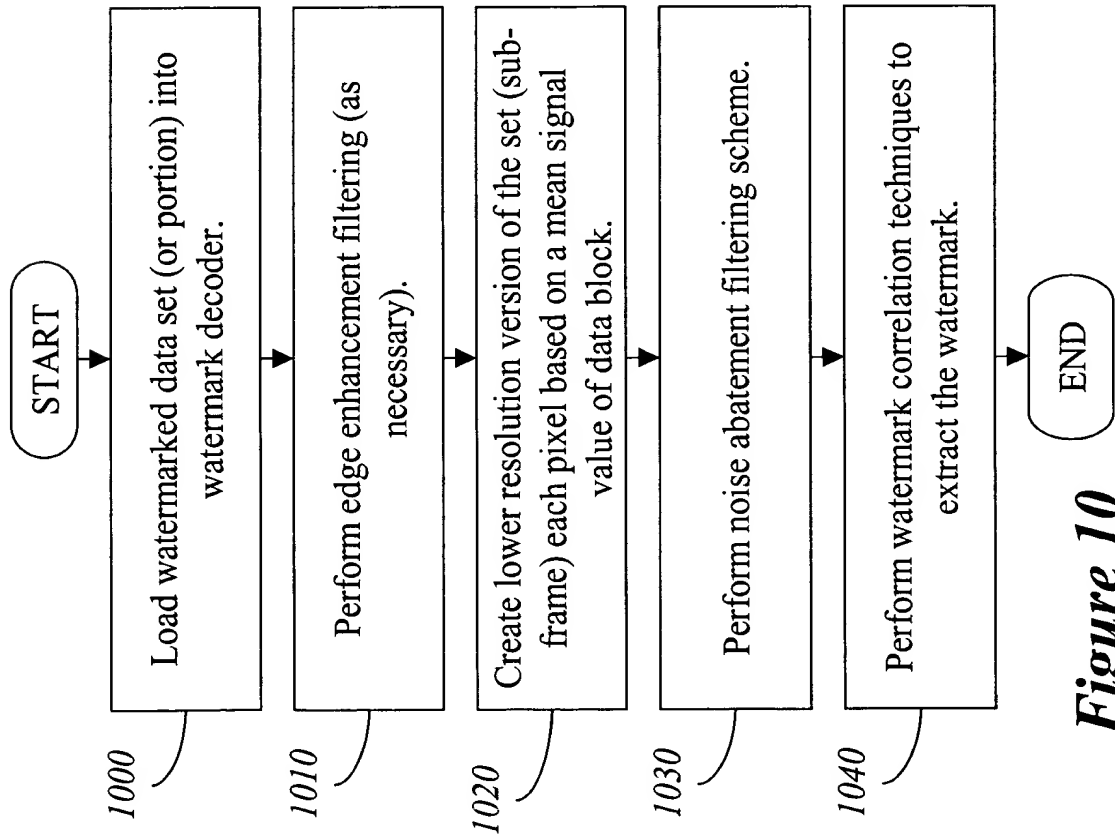 START
1000
Load watermarked data set (or portion) into
watermark decoder.
1010
Perform edge enhancement filtering (as
necessary).
1020
Create lower resolution version of the set (sub-
frame) each pixel based on a mean signal
value of data block.
1030
Perform noise abatement filtering scheme.
1040
Perform watermark correlation techniques to
extract the watermark.
END
Figure 10